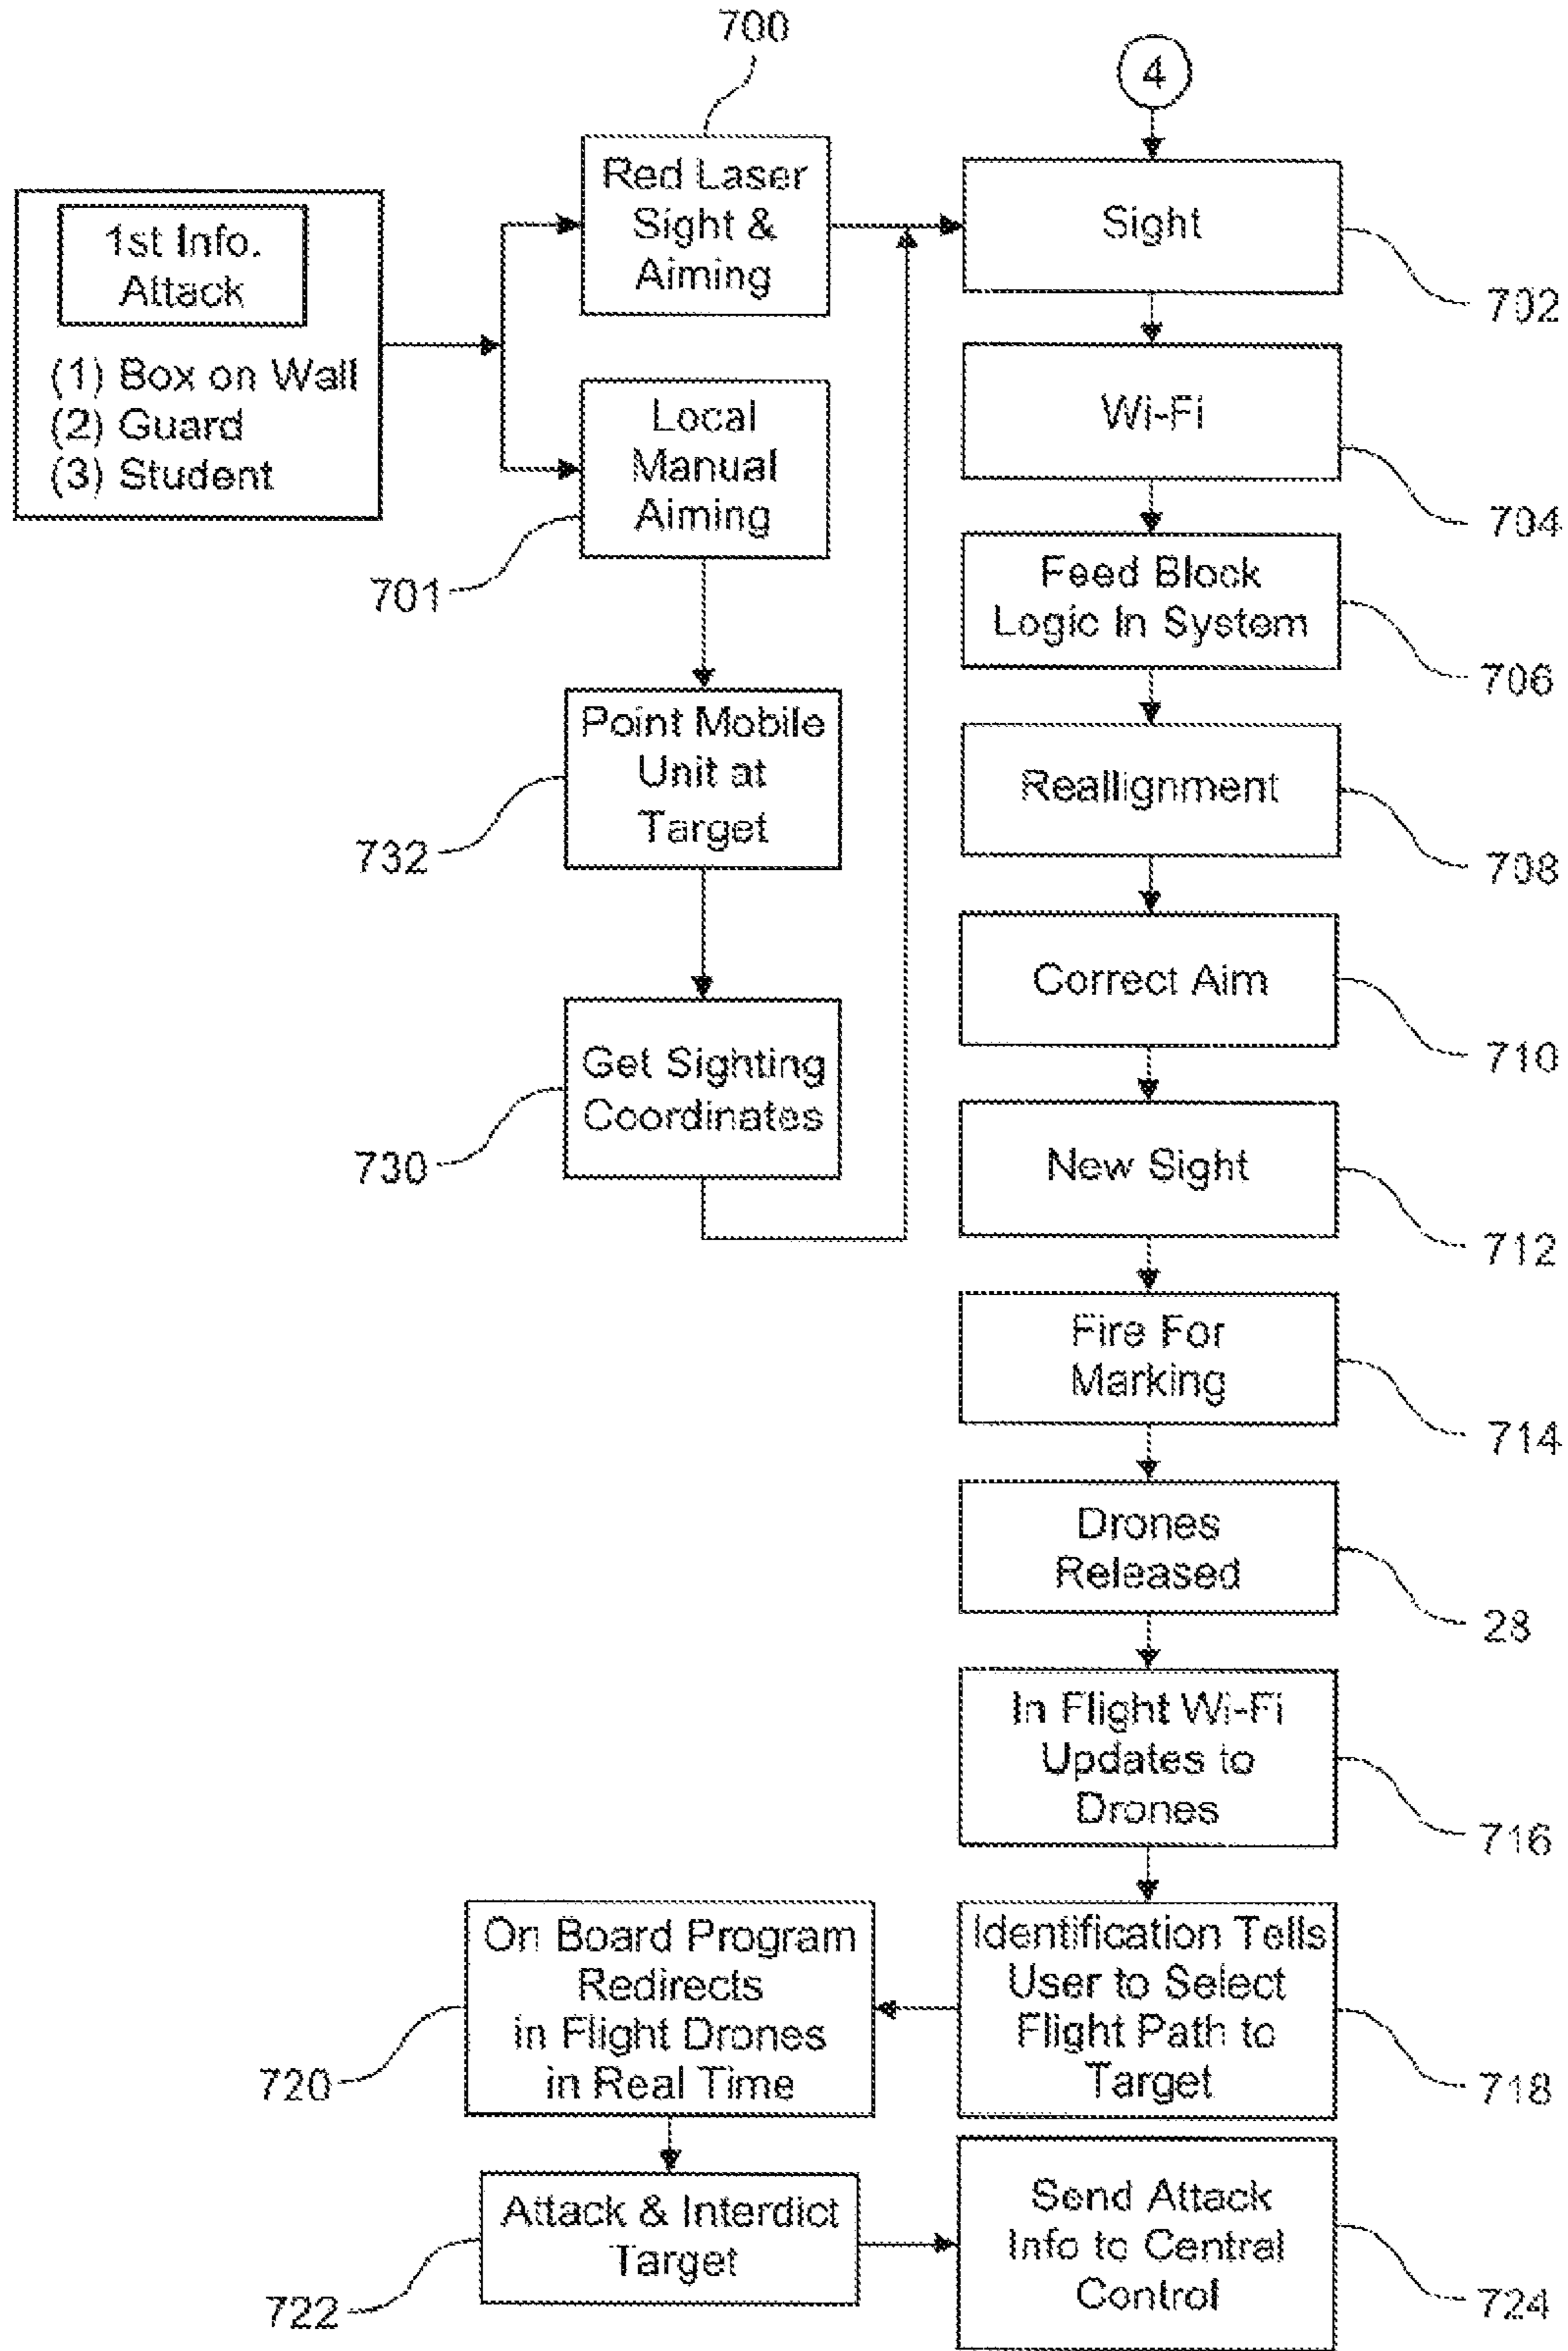 700
4
Red Laser
Sight &
Aiming
Sight
702
1st Info.
Attack
(1) Box on Wall
(2) Guard
(3) Student
Local
Manual
Aiming
701
Wi-Fi
704
Feed Block
Logic In System
706
Point Mobile
Unit at
Target
732
Reallignment
708
Correct Aim
710
Get Sighting
Coordinates
730
New Sight
712
Fire For
Marking
714
Drones
Released
28
In Flight Wi-Fi
Updates to
Drones
716
Identification Tells
User to Select
Flight Path to
Target
718
On Board Program
Redirects
in Flight Drones
in Real Time
720
Attack & Interdict
Target
722
Send Attack
Info to Central
Control
724